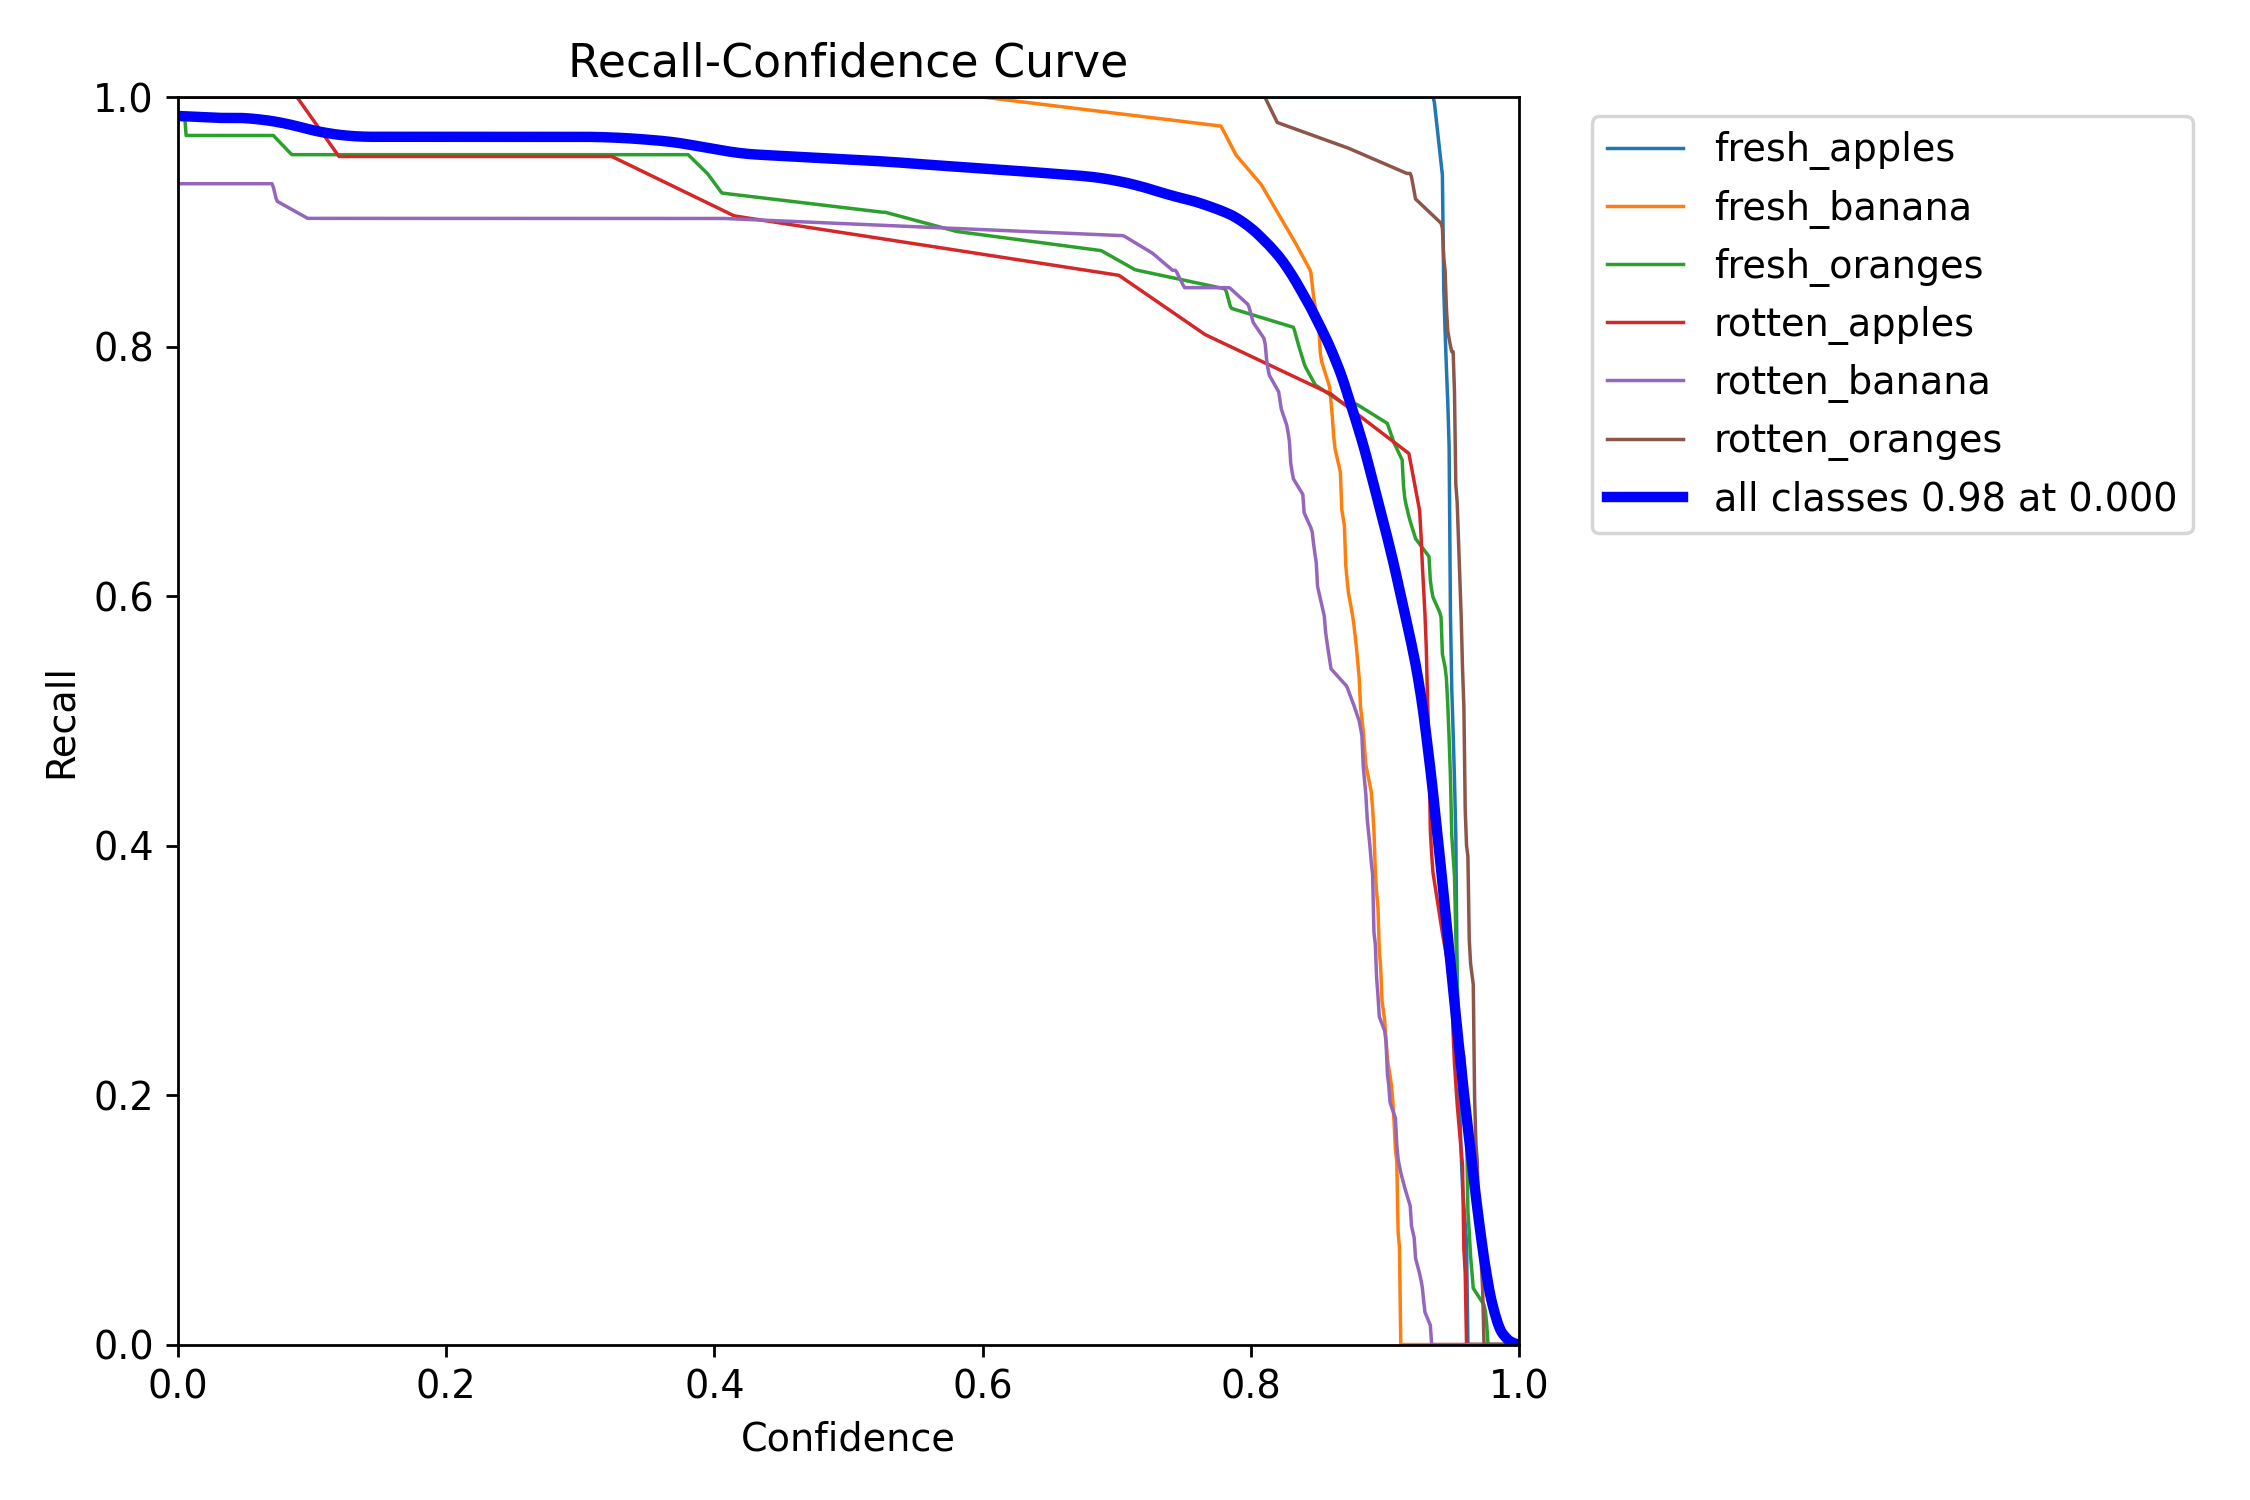 Recall-Confidence Curve
1.0
0.8
0.6
0.4
0.2
0.0
Recall
0.0 0.2 0.4 0.6 0.8 1.0
Confidence
fresh_apples
fresh_banana
fresh_oranges
rotten_apples
rotten_banana
rotten_oranges
all classes 0.98 at 0.000